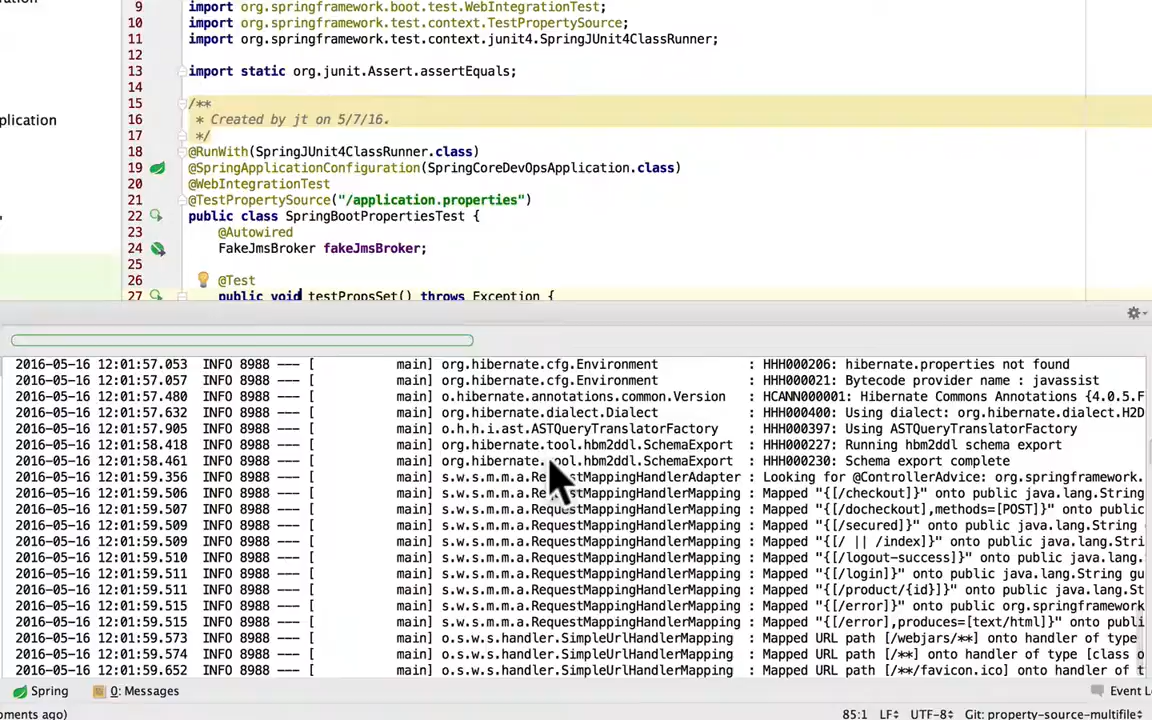 9 import org.springframework.boot.test.WebIntegrationTest;
10 import org.springframework.test.context.TestPropertySource;
11 import org.springframework.test.context.junit4.SpringJUnit4ClassRunner;
12
13 import static org.junit.Assert.assertEquals;
14
15 /**
plication 16 * Created by jt on 5/7/16.
17 */
18 @RunWith(SpringJUnit4ClassRunner.class)
19 @SpringApplicationConfiguration(SpringCoreDevOpsApplication.class)
20 @WebIntegrationTest
21 @TestPropertySource("/application.properties")
22 public class SpringBootPropertiesTest {
23 @Autowired
24 FakeJmsBroker fakeJmsBroker;
25
26 @Test
27 public void testPropsSet() throws Exception {
2016-05-16 12:01:57.053 INFO 8988 --- [ main] org.hibernate.cfg.Environment : HHH000206: hibernate.properties not found
2016-05-16 12:01:57.057 INFO 8988 --- [ main] org.hibernate.cfg.Environment : HHH000021: Bytecode provider name : javassist
2016-05-16 12:01:57.480 INFO 8988 --- [ main] o.hibernate.annotations.common.Version : HCANN000001: Hibernate Commons Annotations {4.0.5.F
2016-05-16 12:01:57.632 INFO 8988 --- [ main] org.hibernate.dialect.Dialect : HHH000400: Using dialect: org.hibernate.dialect.H2D
2016-05-16 12:01:57.905 INFO 8988 --- [ main] o.h.h.i.ast.ASTQueryTranslatorFactory : HHH000397: Using ASTQueryTranslatorFactory
2016-05-16 12:01:58.418 INFO 8988 --- [ main] org.hibernate.tool.hbm2ddl.SchemaExport : HHH000227: Running hbm2ddl schema export
2016-05-16 12:01:58.461 INFO 8988 --- [ main] org.hibernate.tool.hbm2ddl.SchemaExport : HHH000230: Schema export complete
2016-05-16 12:01:59.356 INFO 8988 --- [ main] s.w.s.m.m.a.RequestMappingHandlerAdapter : Looking for @ControllerAdvice: org.springframework.
2016-05-16 12:01:59.506 INFO 8988 --- [ main] s.w.s.m.m.a.RequestMappingHandlerMapping : Mapped "{[/checkout]}" onto public java.lang.String
2016-05-16 12:01:59.507 INFO 8988 --- [ main] s.w.s.m.m.a.RequestMappingHandlerMapping : Mapped "{[/docheckout],methods=[POST]}" onto public
2016-05-16 12:01:59.509 INFO 8988 --- [ main] s.w.s.m.m.a.RequestMappingHandlerMapping : Mapped "{[/secured]}" onto public java.lang.String
2016-05-16 12:01:59.509 INFO 8988 --- [ main] s.w.s.m.m.a.RequestMappingHandlerMapping : Mapped "{[/ || /index]}" onto public java.lang.Stri
2016-05-16 12:01:59.510 INFO 8988 --- [ main] s.w.s.m.m.a.RequestMappingHandlerMapping : Mapped "{[/logout-success]}" onto public java.lang.
2016-05-16 12:01:59.511 INFO 8988 --- [ main] s.w.s.m.m.a.RequestMappingHandlerMapping : Mapped "{[/login]}" onto public java.lang.String gu
2016-05-16 12:01:59.511 INFO 8988 --- [ main] s.w.s.m.m.a.RequestMappingHandlerMapping : Mapped "{[/product/{id}]}" onto public java.lang.St
2016-05-16 12:01:59.515 INFO 8988 --- [ main] s.w.s.m.m.a.RequestMappingHandlerMapping : Mapped "{[/error]}" onto public org.springframework
2016-05-16 12:01:59.515 INFO 8988 --- [ main] s.w.s.m.m.a.RequestMappingHandlerMapping : Mapped "{[/error],produces=[text/html]}" onto publi
2016-05-16 12:01:59.573 INFO 8988 --- [ main] o.s.w.s.handler.SimpleUrlHandlerMapping : Mapped URL path [/webjars/**] onto handler of type
2016-05-16 12:01:59.574 INFO 8988 --- [ main] o.s.w.s.handler.SimpleUrlHandlerMapping : Mapped URL path [/**] onto handler of type [class o
2016-05-16 12:01:59.652 INFO 8988 --- [ main] o.s.w.s.handler.SimpleUrlHandlerMapping : Mapped URL path [/**/favicon.ico] onto handler of t
Spring 0: Messages Event L
oments ago) 85:1 LF UTF-8 Git: property-source-multifile